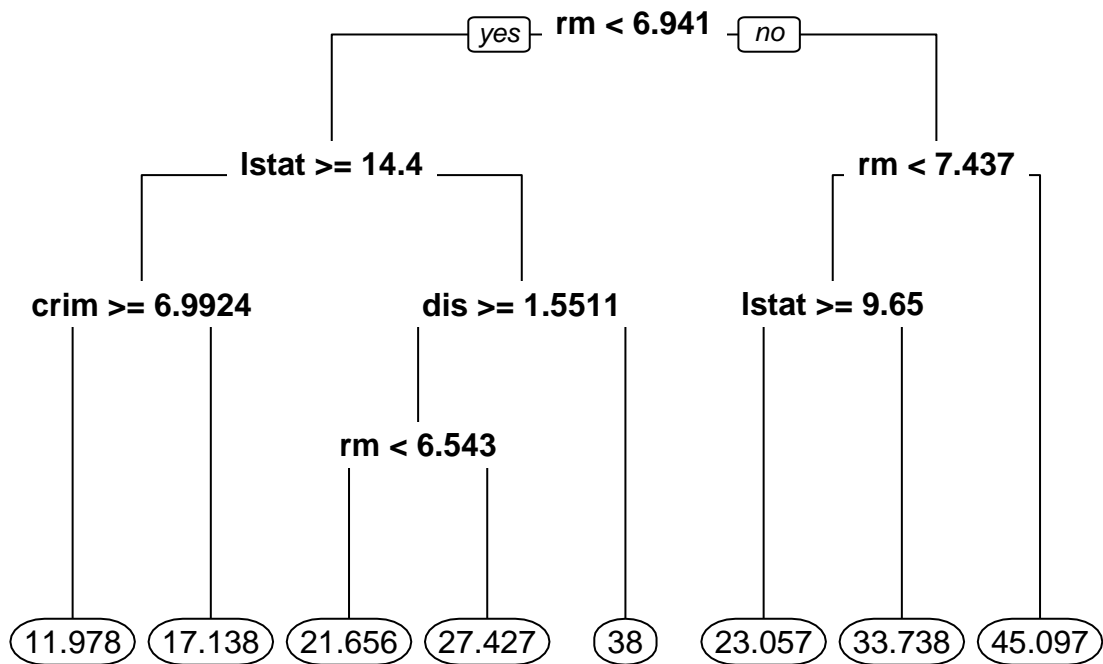 yes rm < 6.941 no
lstat >= 14.4 rm < 7.437
crim >= 6.9924 dis >= 1.5511 lstat >= 9.65
rm < 6.543
11.978 17.138 21.656 27.427 38 23.057 33.738 45.097